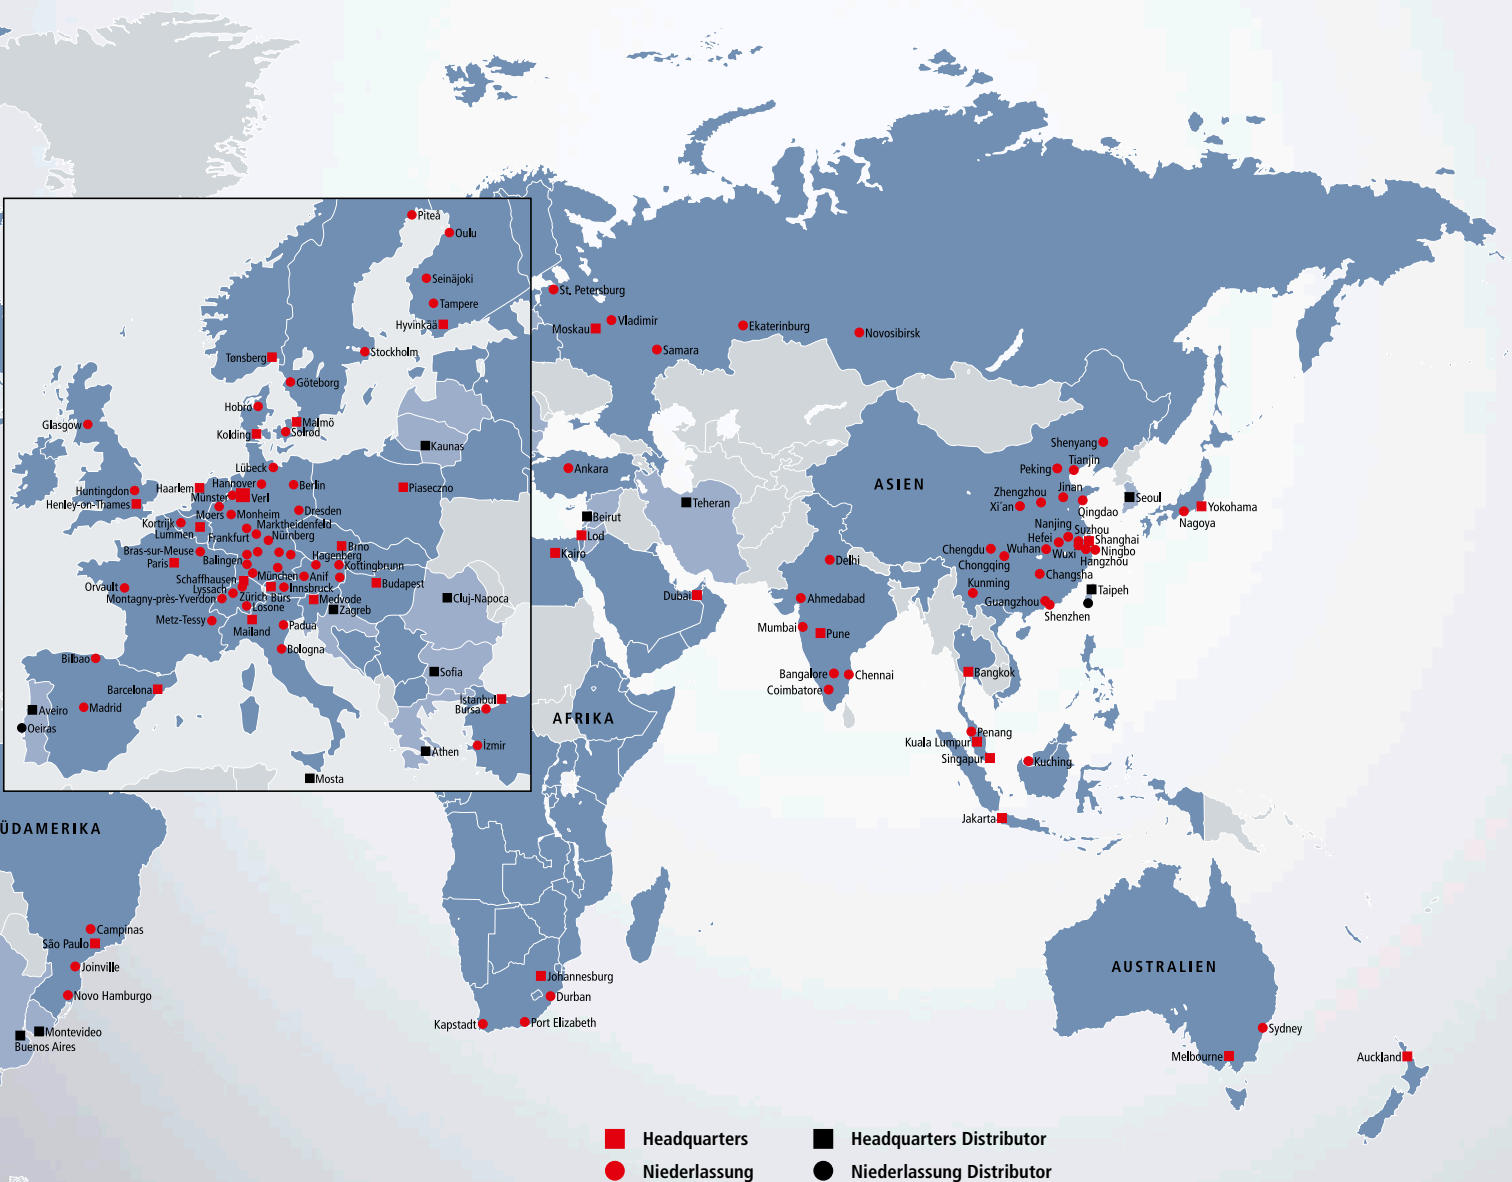 Piteå
Oulu
Seinäjoki
Tampere
Hyvinkää
Tønsberg
Stockholm
Göteborg
Hobro
Malmö
Solrød
Kolding
Glasgow
Kaunas
Lübeck
Huntingdon
Henley-on-Thames
Haarlem
Hannover
Münster
Verl
Berlin
Piaseczno
Moers
Monheim
Dresden
Kortrijk
Lummen
Marktheidenfeld
Frankfurt
Nürnberg
Bras-sur-Meuse
Paris
Balingen
Hagenberg
Brno
Kottingbrunn
Schaffhausen
München
Anif
Budapest
Orvault
Lyssach
Zürich
Bürs
Innsbruck
Montagny-près-Yverdon
Medvode
Losone
Zagreb
Cluj-Napoca
Metz-Tessy
Mailand
Padua
Bologna
Bilbao
Sofia
Barcelona
Istanbul
Madrid
Bursa
Aveiro
Oeiras
İzmir
Athen
Mosta
St. Petersburg
Vladimir
Moskau
Ekaterinburg
Novosibirsk
Samara
Ankara
ASIEN
Teheran
Beirut
Lod
Kairo
Dubai
Shenyang
Peking
Tianjin
Jinan
Zhengzhou
Xi´an
Qingdao
Seoul
Yokohama
Nagoya
Nanjing
Suzhou
Hefei
Shanghai
Chengdu
Wuhan
Wuxi
Ningbo
Hangzhou
Chongqing
Delhi
Kunming
Changsha
Ahmedabad
Guangzhou
Taipeh
Shenzhen
Mumbai
Pune
Bangalore
Chennai
Coimbatore
Bangkok
AFRIKA
Penang
Kuala Lumpur
Singapur
Kuching
Jakarta
ÜDAMERIKA
Campinas
São Paulo
Joinville
Novo Hamburgo
Montevideo
Buenos Aires
Johannesburg
Durban
Kapstadt
Port Elizabeth
AUSTRALIEN
Sydney
Melbourne
Auckland
Headquarters
Headquarters Distributor
Niederlassung
Niederlassung Distributor